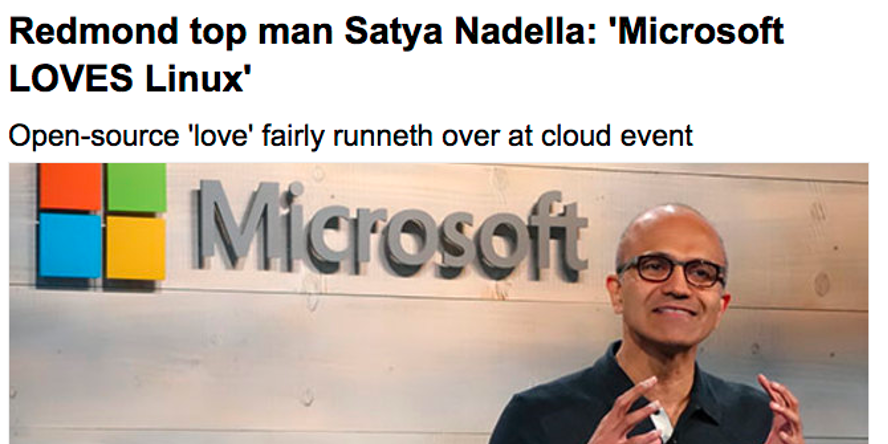 Redmond top man Satya Nadella: 'Microsoft
LOVES Linux'
Open-source 'love' fairly runneth over at cloud event
Microsoft